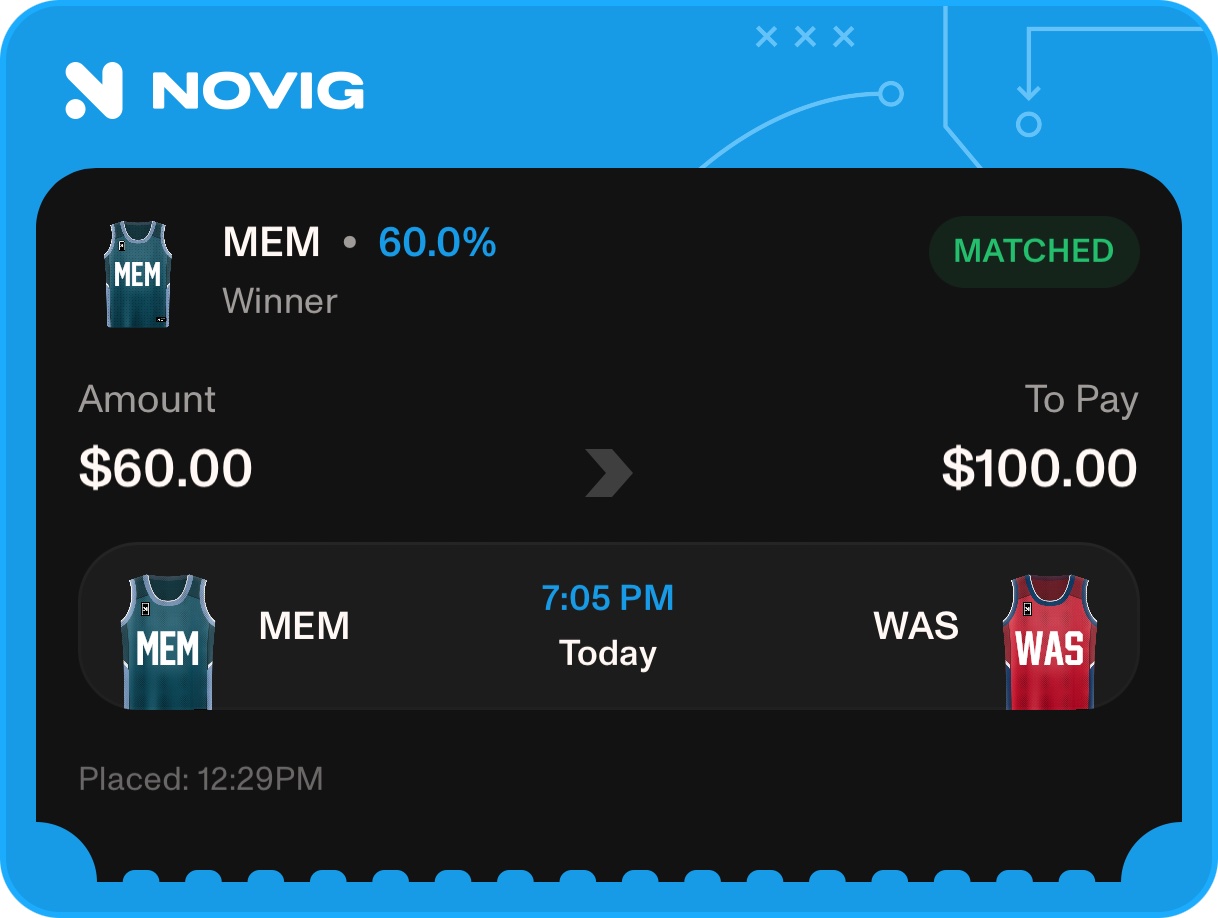 NOVIG
MEM
MEM • 60.0%
Winner
MATCHED
Amount
To Pay
$60.00
$100.00
MEM
MEM
7:05 PM
Today
WAS
WAS
Placed: 12:29PM